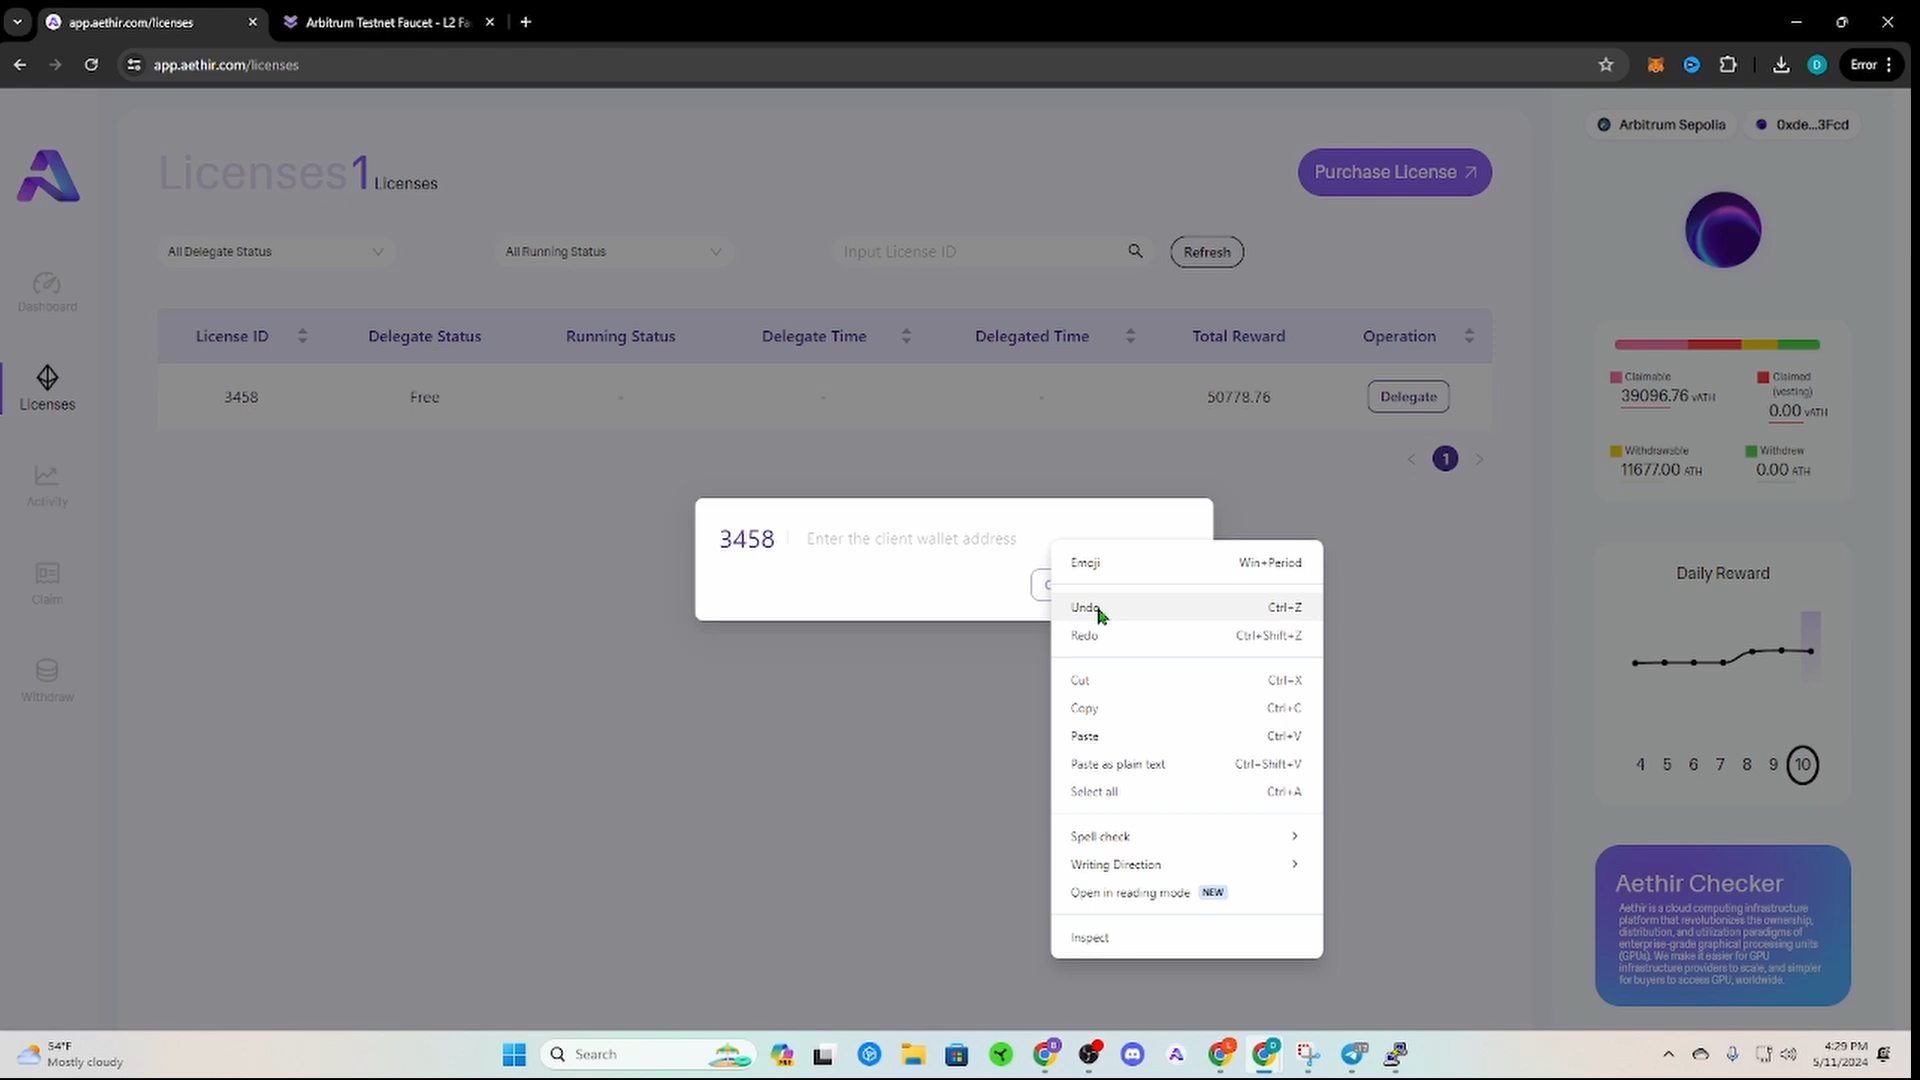 app.aethir.com/licenses
Arbitrum Testnet Faucet - L2 Fa
app.aethir.com/licenses
D
Error
Arbitrum Sepolia
0xde...3Fcd
Licenses1 Licenses
Purchase License
All Delegate Status
All Running Status
Input License ID
Refresh
Dashboard
Licenses
Activity
Claim
Withdraw
License ID
Delegate Status
Running Status
Delegate Time
Delegated Time
Total Reward
Operation
3458
Free
-
-
-
50778.76
Delegate
1
3458
Enter the client wallet address
Emoji
Win+Period
Undo
Ctrl+Z
Redo
Ctrl+Shift+Z
Cut
Ctrl+X
Copy
Ctrl+C
Paste
Ctrl+V
Paste as plain text
Ctrl+Shift+V
Select all
Ctrl+A
Spell check
Writing Direction
Open in reading mode NEW
Inspect
Claimable
39096.76 vATH
Claimed
(vesting)
0.00 vATH
Withdrawable
11677.00 ATH
Withdrew
0.00 ATH
Daily Reward
4 5 6 7 8 9 10
Aethir Checker
Aethir is a cloud computing infrastructure
platform that revolutionizes the ownership,
distribution, and utilization paradigms of
enterprise-grade graphical processing units
(GPUs). We make it easier for GPU
infrastructure providers to scale, and simpler
for buyers to access GPU, worldwide.
54°F
Mostly cloudy
Search
4:29 PM
5/11/2024